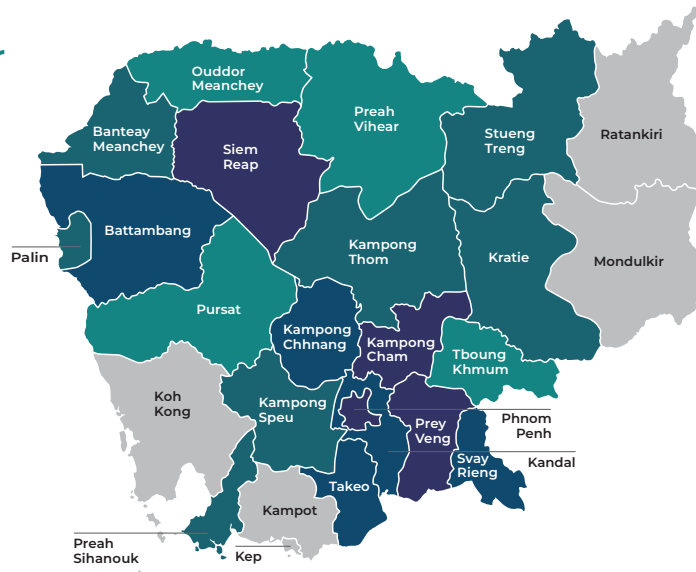 Ouddor
Meanchey
Preah
Vihear
Banteay
Meanchey
Siem
Reap
Stueng
Treng
Ratankiri
Battambang
Palin
Kampong
Thom
Kratie
Mondulkir
Pursat
Kampong
Chhnang
Kampong
Cham
Tboung
Khmum
Koh
Kong
Kampong
Speu
Prey
Veng
Phnom
Penh
Svay
Rieng
Kandal
Takeo
Kampot
Preah
Sihanouk
Kep